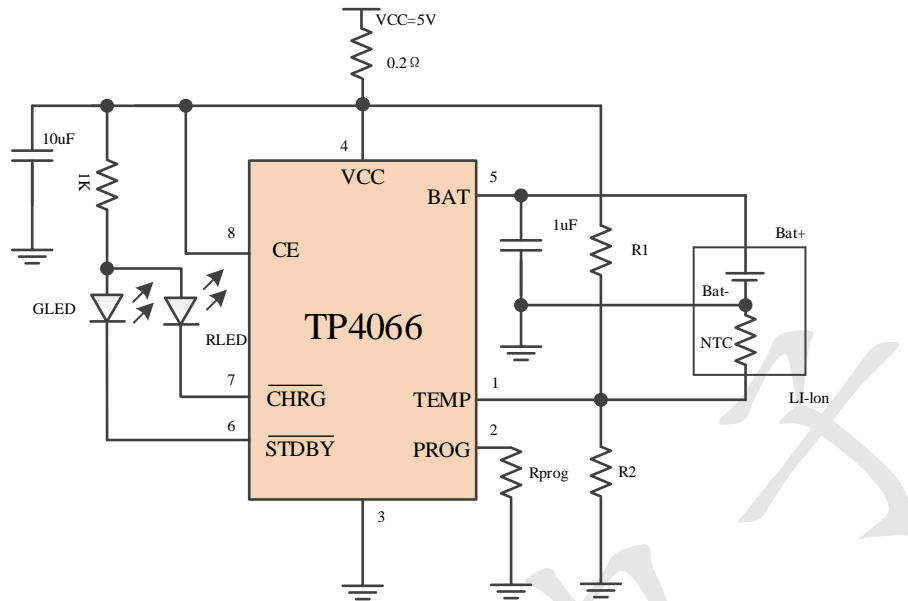 VCC=5V
0.2Ω
10uF
1K
4
VCC
5
BAT
1uF
R1
Bat+
8
CE
Bat-
GLED
RLED
TP4066
NTC
7
CHRG
1
TEMP
LI-lon
6
STDBY
2
PROG
Rprog
R2
3